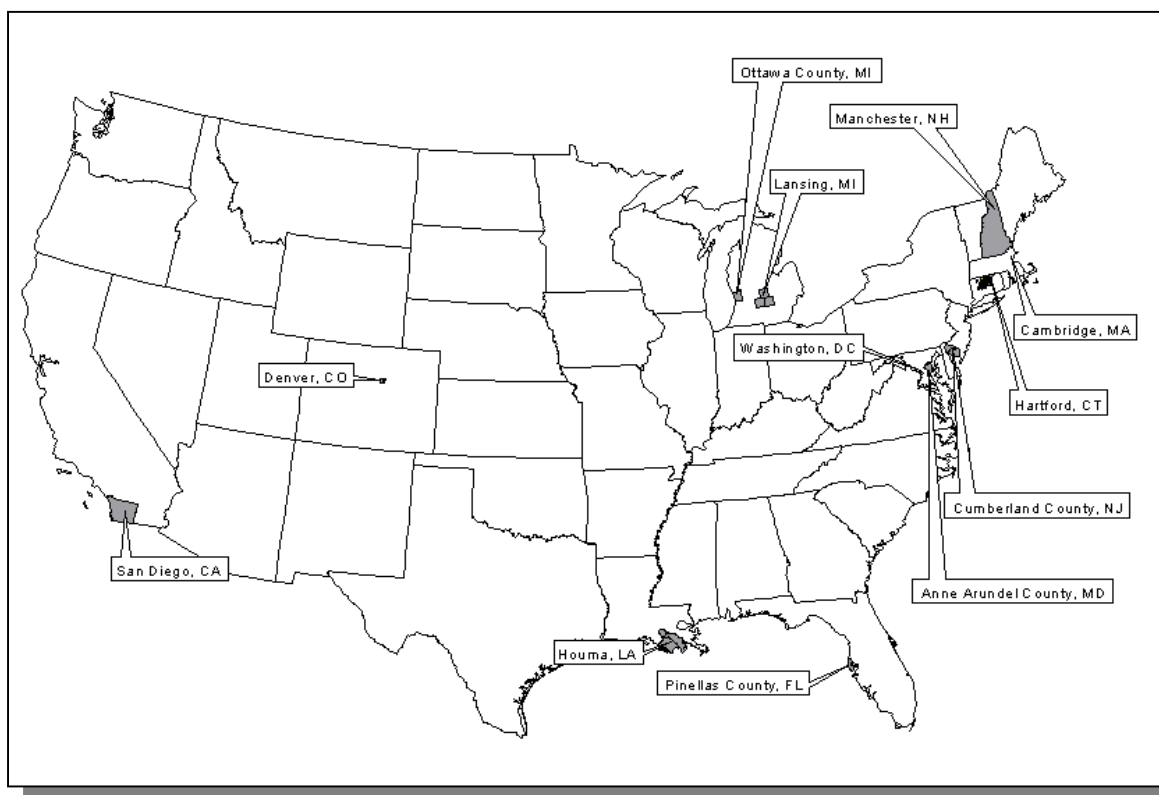 Ottawa County, MI
Manchester, NH
Lansing, MI
Cambridge, MA
Washington, DC
Denver, CO
Hartford, CT
Cumberland County, NJ
San Diego, CA
Anne Arundel County, MD
Houma, LA
Pinellas County, FL